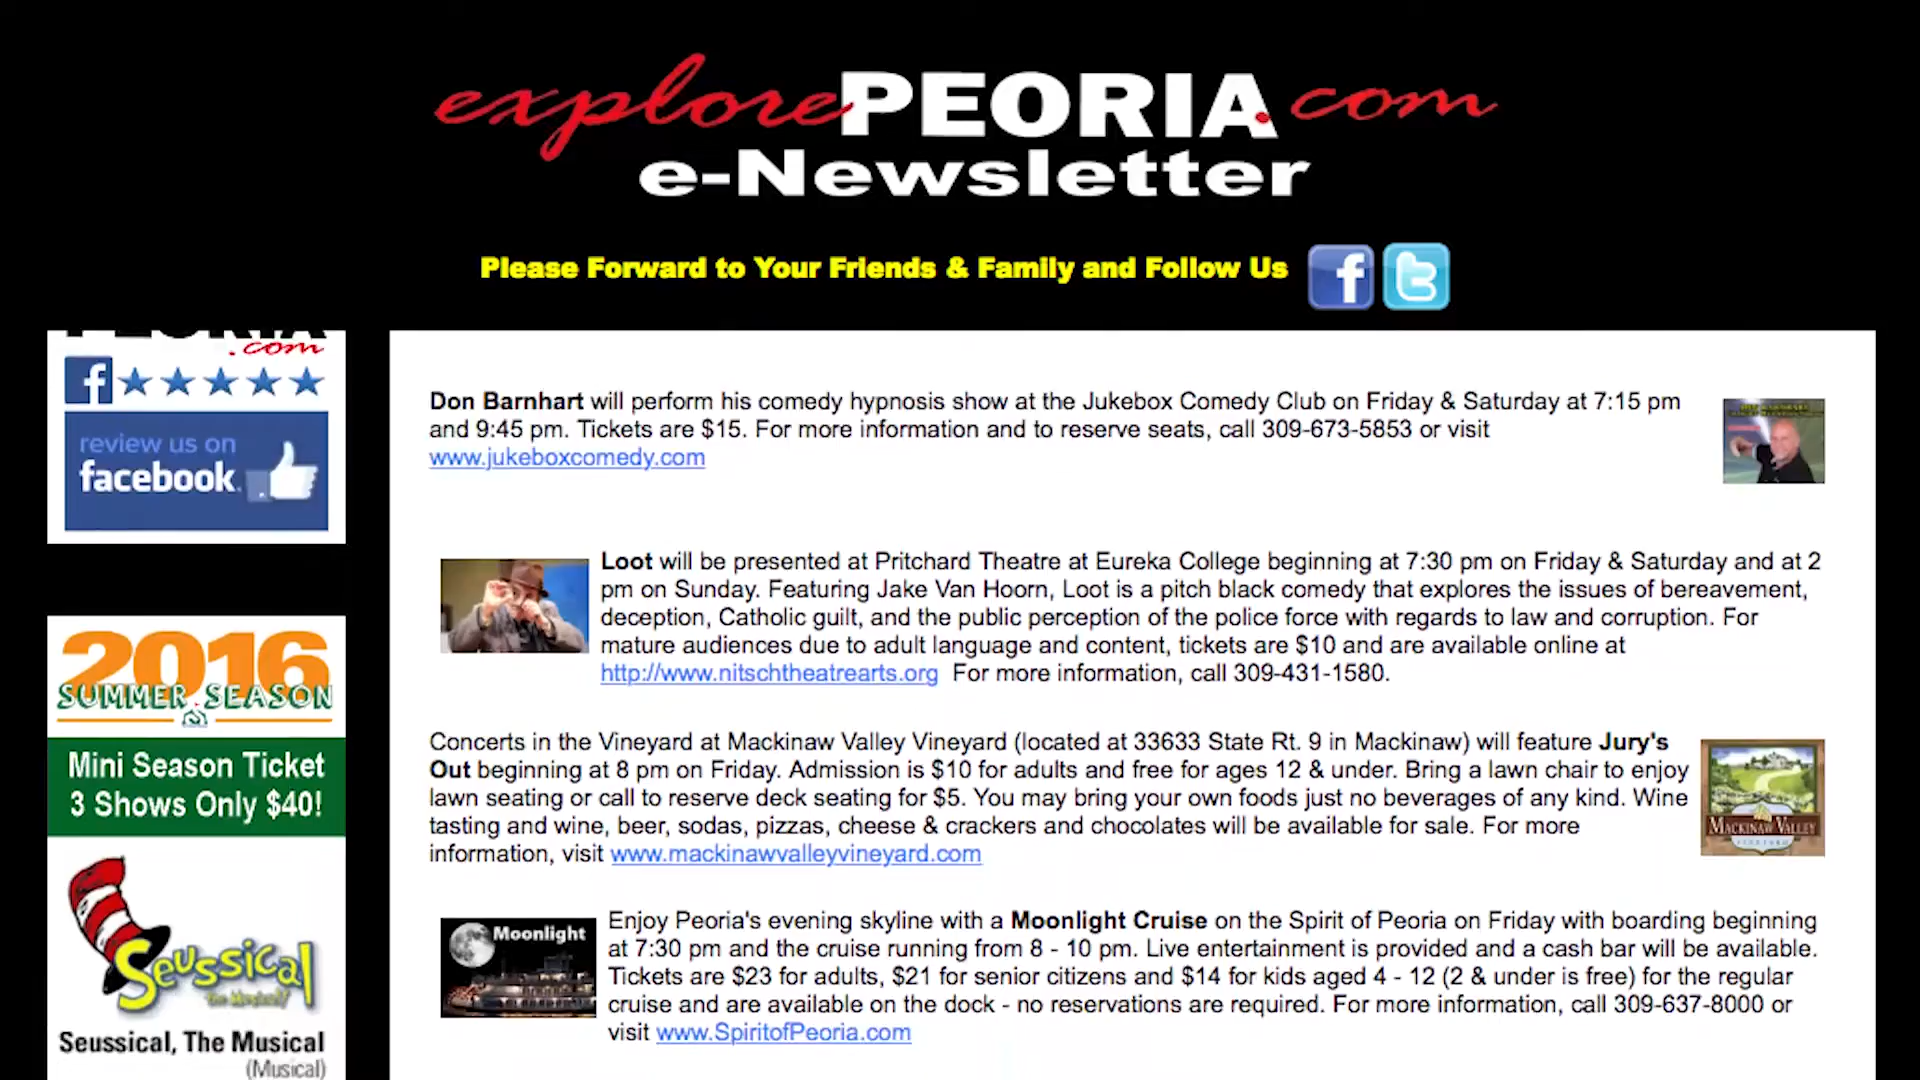 explorePEORIA.com
e-Newsletter
Please Forward to Your Friends & Family and Follow Us
.com
review us on
facebook.
2016
SUMMER SEASON
Mini Season Ticket
3 Shows Only $40!
Seussical
the Musical
Seussical, The Musical
(Musical)
Don Barnhart will perform his comedy hypnosis show at the Jukebox Comedy Club on Friday & Saturday at 7:15 pm
and 9:45 pm. Tickets are $15. For more information and to reserve seats, call 309-673-5853 or visit
www.jukeboxcomedy.com
Loot will be presented at Pritchard Theatre at Eureka College beginning at 7:30 pm on Friday & Saturday and at 2
pm on Sunday. Featuring Jake Van Hoorn, Loot is a pitch black comedy that explores the issues of bereavement,
deception, Catholic guilt, and the public perception of the police force with regards to law and corruption. For
mature audiences due to adult language and content, tickets are $10 and are available online at
http://www.nitschtheatrearts.org For more information, call 309-431-1580.
Concerts in the Vineyard at Mackinaw Valley Vineyard (located at 33633 State Rt. 9 in Mackinaw) will feature Jury's
Out beginning at 8 pm on Friday. Admission is $10 for adults and free for ages 12 & under. Bring a lawn chair to enjoy
lawn seating or call to reserve deck seating for $5. You may bring your own foods just no beverages of any kind. Wine
tasting and wine, beer, sodas, pizzas, cheese & crackers and chocolates will be available for sale. For more
information, visit www.mackinawvalleyvineyard.com
MACKINAW VALLEY
VINEYARD
Moonlight
Enjoy Peoria's evening skyline with a Moonlight Cruise on the Spirit of Peoria on Friday with boarding beginning
at 7:30 pm and the cruise running from 8 - 10 pm. Live entertainment is provided and a cash bar will be available.
Tickets are $23 for adults, $21 for senior citizens and $14 for kids aged 4 - 12 (2 & under is free) for the regular
cruise and are available on the dock - no reservations are required. For more information, call 309-637-8000 or
visit www.SpiritofPeoria.com